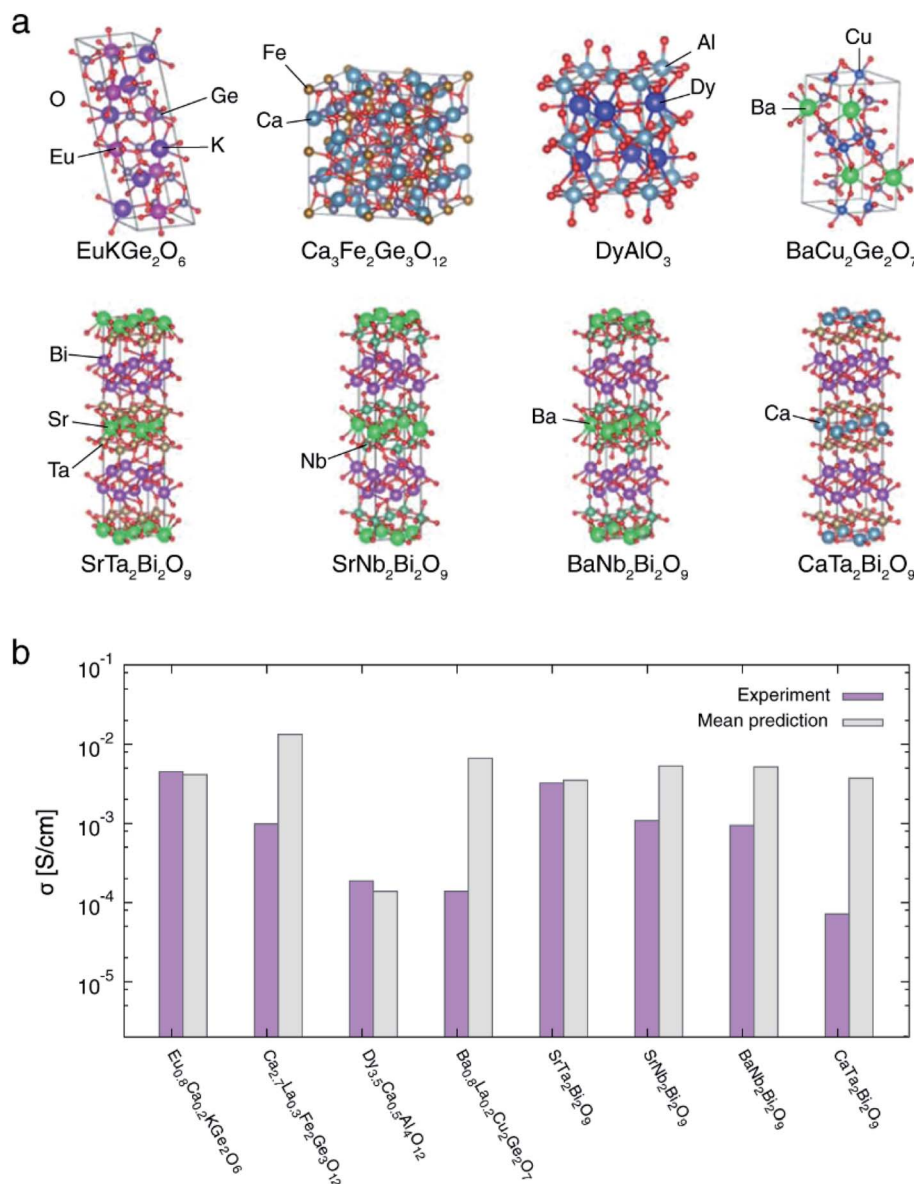 a
Fe
Al
Cu
O
Ge
Ca
Dy
Ba
Eu
K
EuKGe₂O₆
Ca₃Fe₂Ge₃O₁₂
DyAlO₃
BaCu₂Ge₂O₇
Bi
Sr
Ba
Ca
Ta
Nb
SrTa₂Bi₂O₉
SrNb₂Bi₂O₉
BaNb₂Bi₂O₉
CaTa₂Bi₂O₉
b
10⁻¹
10⁻²
10⁻³
10⁻⁴
10⁻⁵
σ [S/cm]
Experiment
Mean prediction
Eu₀.₈Ca₀.₂KGe₂O₆
Ca₂.₇La₀.₃Fe₂Ge₃O₁₂
Dy₃.₅Ca₀.₅Al₄O₁₂
Ba₀.₈La₀.₂Cu₂Ge₂O₇
SrTa₂Bi₂O₉
SrNb₂Bi₂O₉
BaNb₂Bi₂O₉
CaTa₂Bi₂O₉